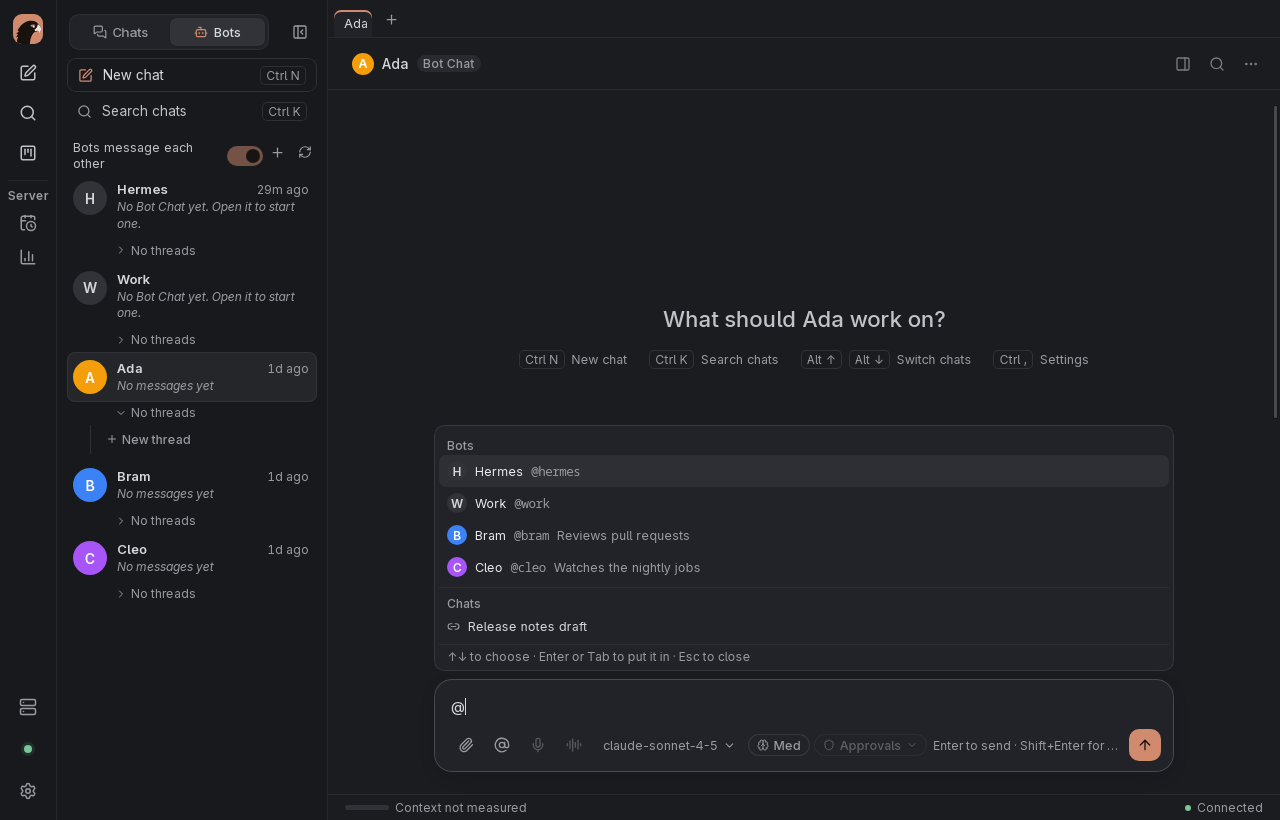 Chats
Bots
New chat
Ctrl N
Search chats
Ctrl K
Bots message each
other
Server
H
Hermes
29m ago
No Bot Chat yet. Open it to start
one.
No threads
W
Work
No Bot Chat yet. Open it to start
one.
No threads
A
Ada
1d ago
No messages yet
No threads
+ New thread
B
Bram
1d ago
No messages yet
No threads
C
Cleo
1d ago
No messages yet
No threads
Ada
A
Ada
Bot Chat
What should Ada work on?
Ctrl N New chat Ctrl K Search chats Alt ↑ Alt ↓ Switch chats Ctrl , Settings
Bots
H Hermes @hermes
W Work @work
B Bram @bram Reviews pull requests
C Cleo @cleo Watches the nightly jobs
Chats
Release notes draft
↑↓ to choose · Enter or Tab to put it in · Esc to close
@
claude-sonnet-4-5
Med
Approvals
Enter to send · Shift+Enter for …
Context not measured
Connected